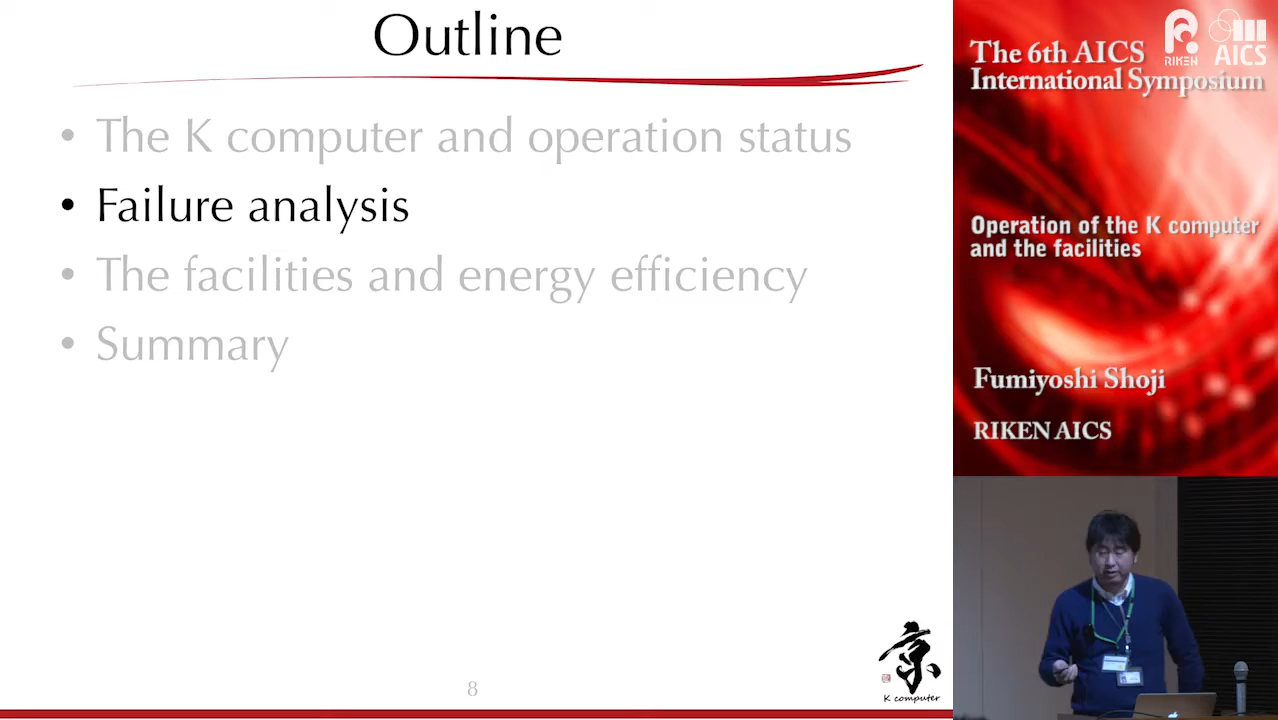 Outline
• The K computer and operation status
• Failure analysis
• The facilities and energy efficiency
• Summary
京
K computer
8
RIKEN
AICS
The 6th AICS
International Symposium
Operation of the K computer
and the facilities
Fumiyoshi Shoji
RIKEN AICS